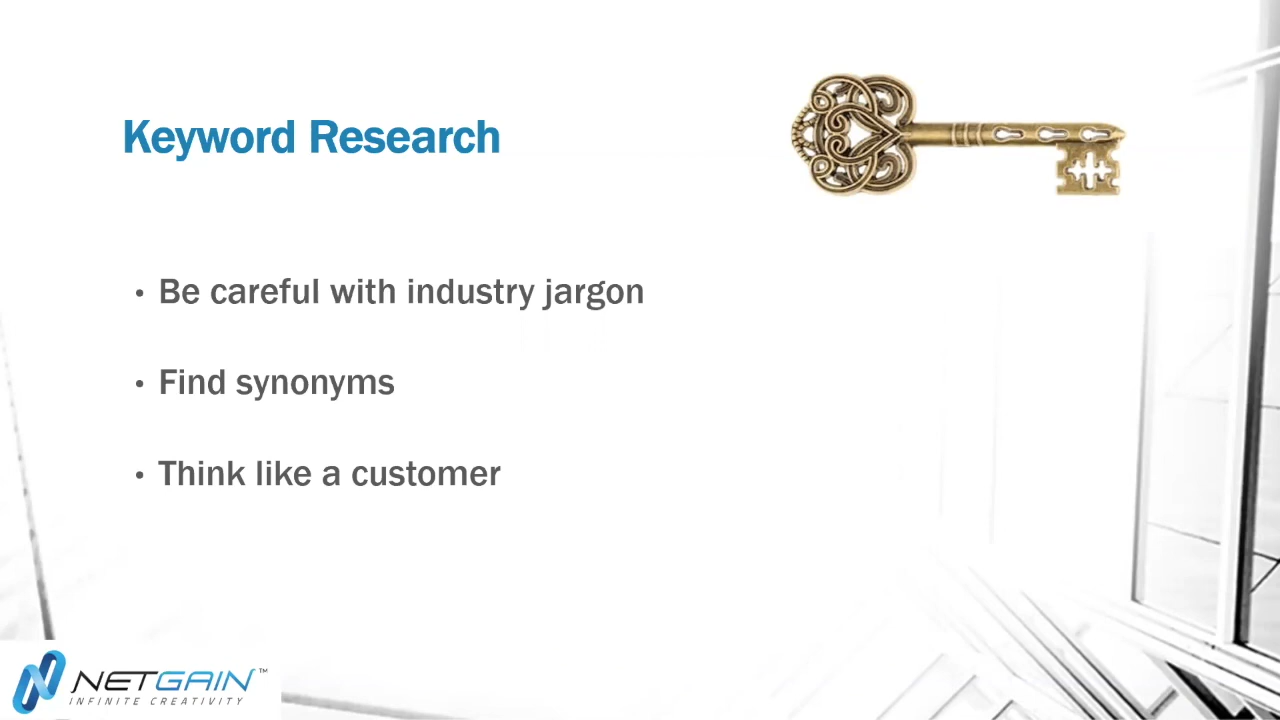 Keyword Research
• Be careful with industry jargon
• Find synonyms
• Think like a customer
NETGAIN™
INFINITE CREATIVITY